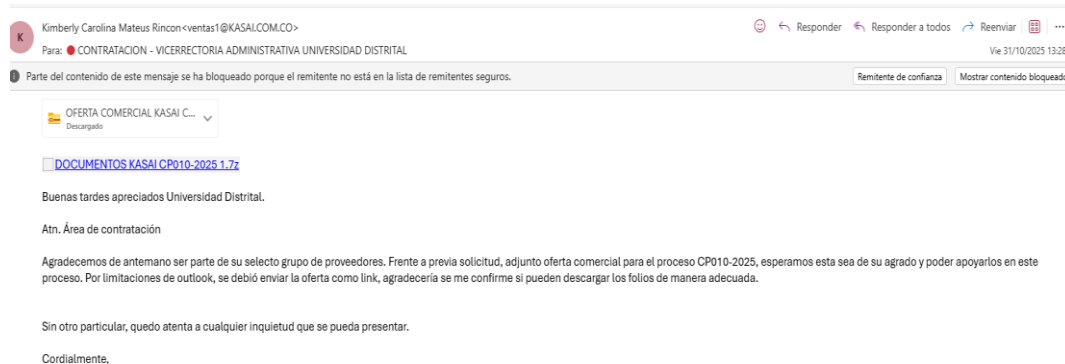 K
Kimberly Carolina Mateus Rincon<ventas1@KASAI.COM.CO>
Responder
Responder a todos
Reenviar
Para: CONTRATACION - VICERRECTORIA ADMINISTRATIVA UNIVERSIDAD DISTRITAL
Vie 31/10/2025 13:28
Parte del contenido de este mensaje se ha bloqueado porque el remitente no está en la lista de remitentes seguros.
Remitente de confianza
Mostrar contenido bloqueado
OFERTA COMERCIAL KASAI C...
Descargado
DOCUMENTOS KASAI CP010-2025 1.7z
Buenas tardes apreciados Universidad Distrital.
Atn. Área de contratación
Agradecemos de antemano ser parte de su selecto grupo de proveedores. Frente a previa solicitud, adjunto oferta comercial para el proceso CP010-2025, esperamos esta sea de su agrado y poder apoyarlos en este
proceso. Por limitaciones de outlook, se debió enviar la oferta como link, agradecería se me confirme si pueden descargar los folios de manera adecuada.
Sin otro particular, quedo atenta a cualquier inquietud que se pueda presentar.
Cordialmente,